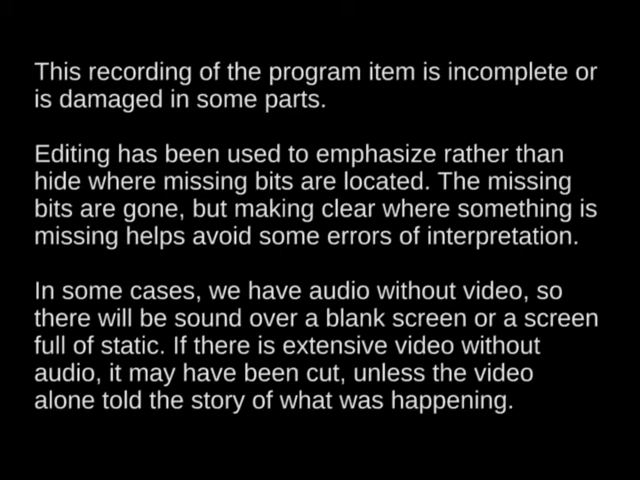 This recording of the program item is incomplete or
is damaged in some parts.
Editing has been used to emphasize rather than
hide where missing bits are located. The missing
bits are gone, but making clear where something is
missing helps avoid some errors of interpretation.
In some cases, we have audio without video, so
there will be sound over a blank screen or a screen
full of static. If there is extensive video without
audio, it may have been cut, unless the video
alone told the story of what was happening.